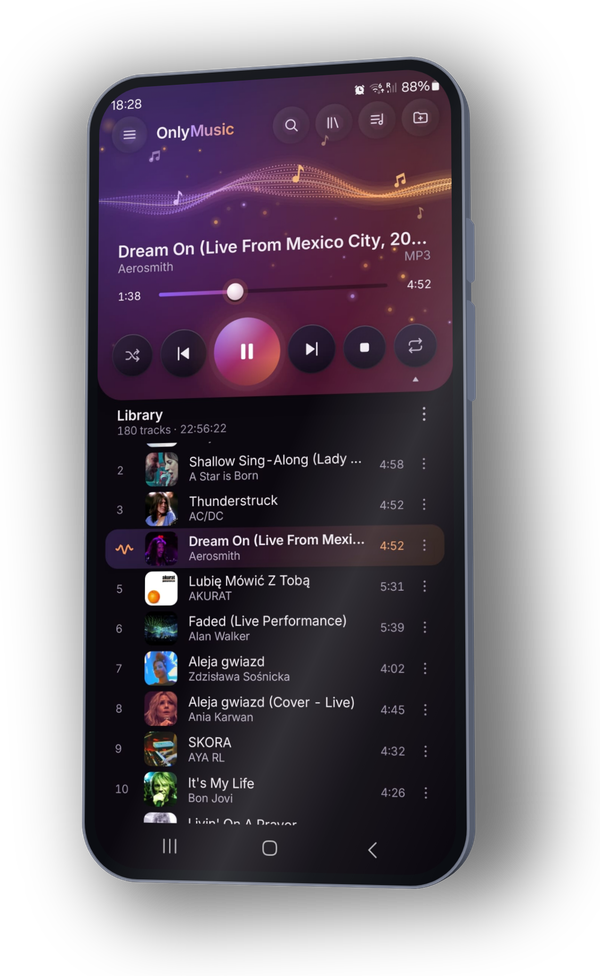 18:28
88%
OnlyMusic
Dream On (Live From Mexico City, 20...
Aerosmith
MP3
1:38
4:52
Library
180 tracks · 22:56:22
2
Shallow Sing-Along (Lady ...
A Star is Born
4:58
3
Thunderstruck
AC/DC
4:52
Dream On (Live From Mexi...
Aerosmith
4:52
5
Lubię Mówić Z Tobą
AKURAT
5:31
6
Faded (Live Performance)
Alan Walker
5:39
7
Aleja gwiazd
Zdzisława Sośnicka
4:02
8
Aleja gwiazd (Cover - Live)
Ania Karwan
4:45
9
SKORA
AYA RL
4:32
10
It's My Life
Bon Jovi
4:26
Livin' On A Prayer